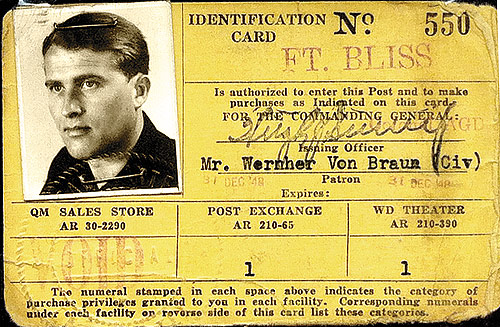 IDENTIFICATION CARD No. 550
FT. BLISS
Is authorized to enter this Post and to make
purchases as Indicated on this card.
FOR THE COMMANDING GENERAL:
Issuing Officer
Mr. Wernher Von Braun (Civ)
31 DEC '48 Patron 31 DEC '48
Expires:
QM SALES STORE POST EXCHANGE WD THEATER
AR 30-2290 AR 210-65 AR 210-390
1 1
The numeral stamped in each space above indicates the category of
purchase privileges granted to you in each facility. Corresponding numerals
under each facility on reverse side of this card list these categories.